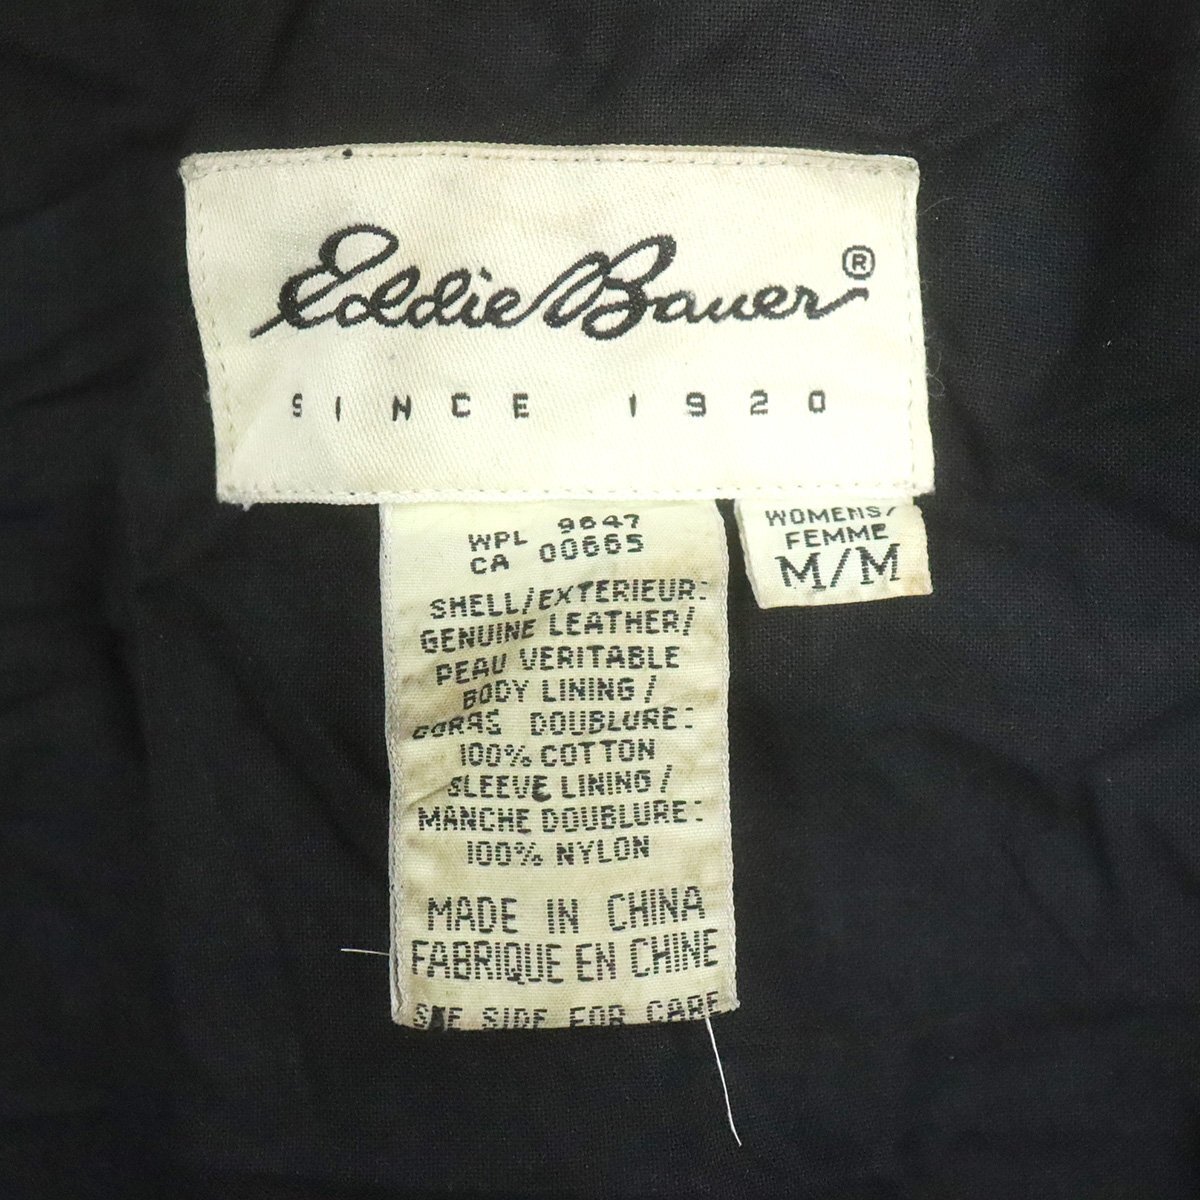 Eddie Bauer®
SINCE 1920
WPL 9647
CA 00665
SHELL/EXTERIEUR:
GENUINE LEATHER/
PEAU VERITABLE
BODY LINING/
CORPS DOUBLURE:
100% COTTON
SLEEVE LINING/
MANCHE DOUBLURE:
100% NYLON
MADE IN CHINA
FABRIQUE EN CHINE
SEE SIDE FOR CARE
WOMENS/
FEMME
M/M